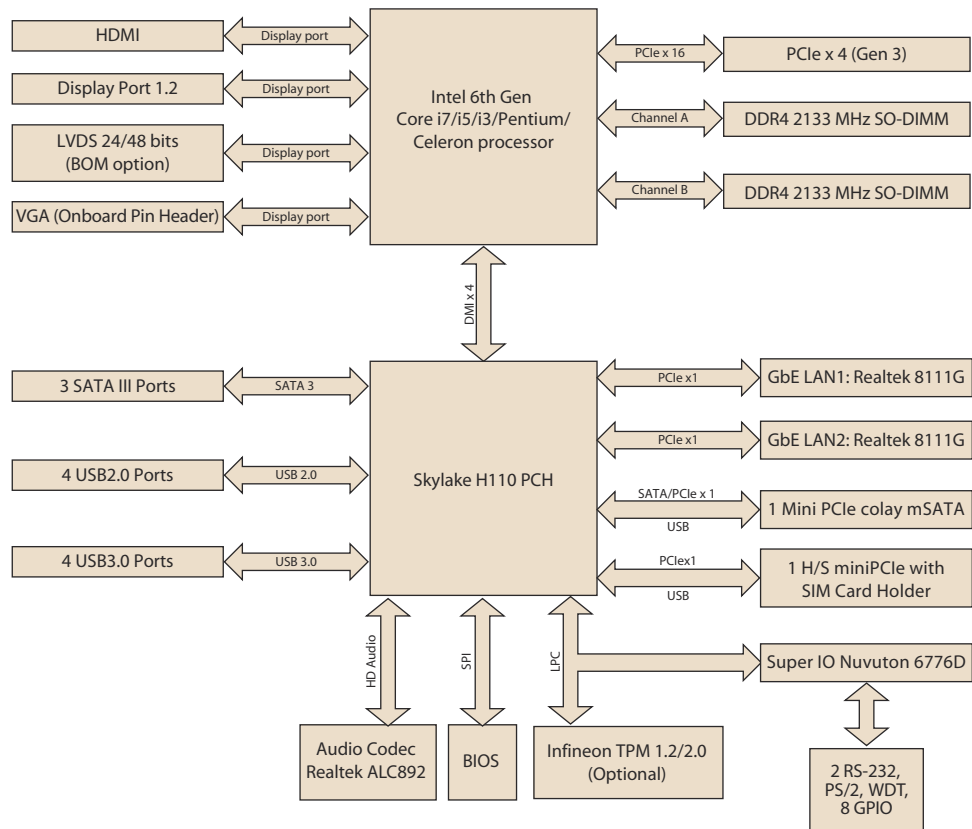 HDMI
Display port
Display Port 1.2
Display port
LVDS 24/48 bits
(BOM option)
Display port
VGA (Onboard Pin Header)
Display port
Intel 6th Gen
Core i7/i5/i3/Pentium/
Celeron processor
PCIe x 16
PCIe x 4 (Gen 3)
Channel A
DDR4 2133 MHz SO-DIMM
Channel B
DDR4 2133 MHz SO-DIMM
DMI x 4
3 SATA III Ports
SATA 3
4 USB2.0 Ports
USB 2.0
4 USB3.0 Ports
USB 3.0
Skylake H110 PCH
PCIe x1
GbE LAN1: Realtek 8111G
PCIe x1
GbE LAN2: Realtek 8111G
SATA/PCIe x 1
USB
1 Mini PCIe colay mSATA
PCIex1
USB
1 H/S miniPCIe with
SIM Card Holder
HD Audio
SPI
LPC
Super IO Nuvuton 6776D
Audio Codec
Realtek ALC892
BIOS
Infineon TPM 1.2/2.0
(Optional)
2 RS-232,
PS/2, WDT,
8 GPIO